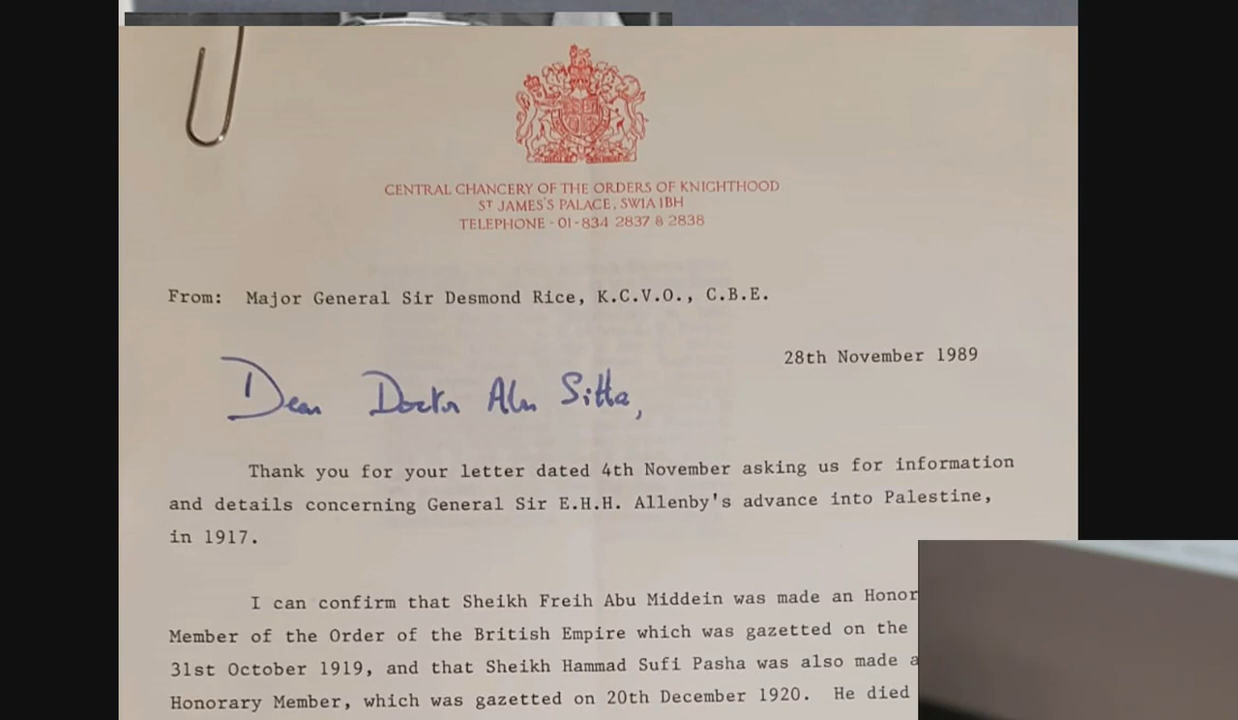 CENTRAL CHANCERY OF THE ORDERS OF KNIGHTHOOD
ST JAMES'S PALACE, SW1A 1BH
TELEPHONE - 01-834 2837 & 2838
From: Major General Sir Desmond Rice, K.C.V.O., C.B.E.
28th November 1989
Dear Doctor Abu Sitta,
Thank you for your letter dated 4th November asking us for information
and details concerning General Sir E.H.H. Allenby's advance into Palestine,
in 1917.
I can confirm that Sheikh Freih Abu Middein was made an Honor
Member of the Order of the British Empire which was gazetted on the
31st October 1919, and that Sheikh Hammad Sufi Pasha was also made a
Honorary Member, which was gazetted on 20th December 1920. He died